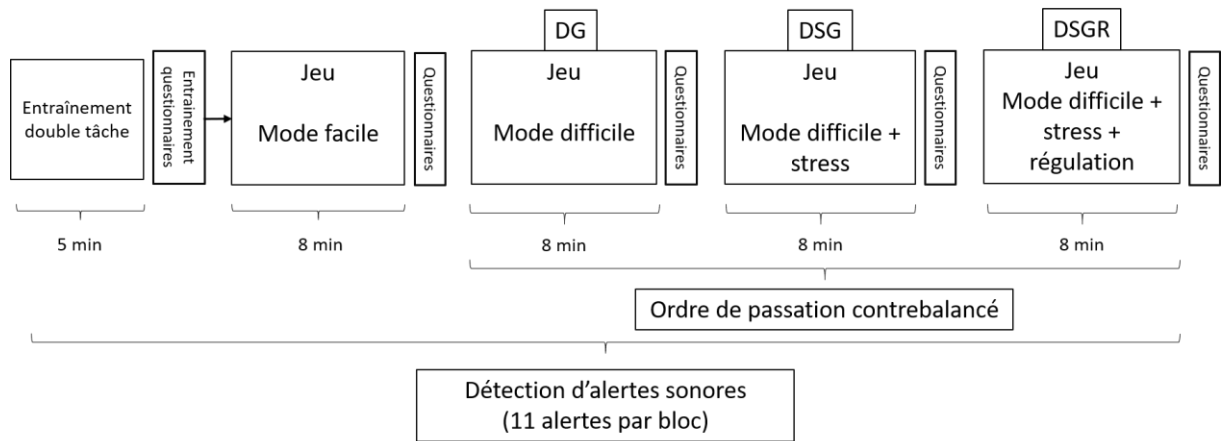 DG
DSG
DSGR
Entraînement
double tâche
Entrainement
questionnaires
Jeu
Mode facile
Questionnaires
Jeu
Mode difficile
Questionnaires
Jeu
Mode difficile +
stress
Questionnaires
Jeu
Mode difficile +
stress +
régulation
Questionnaires
5 min
8 min
8 min
8 min
8 min
Ordre de passation contrebalancé
Détection d'alertes sonores
(11 alertes par bloc)